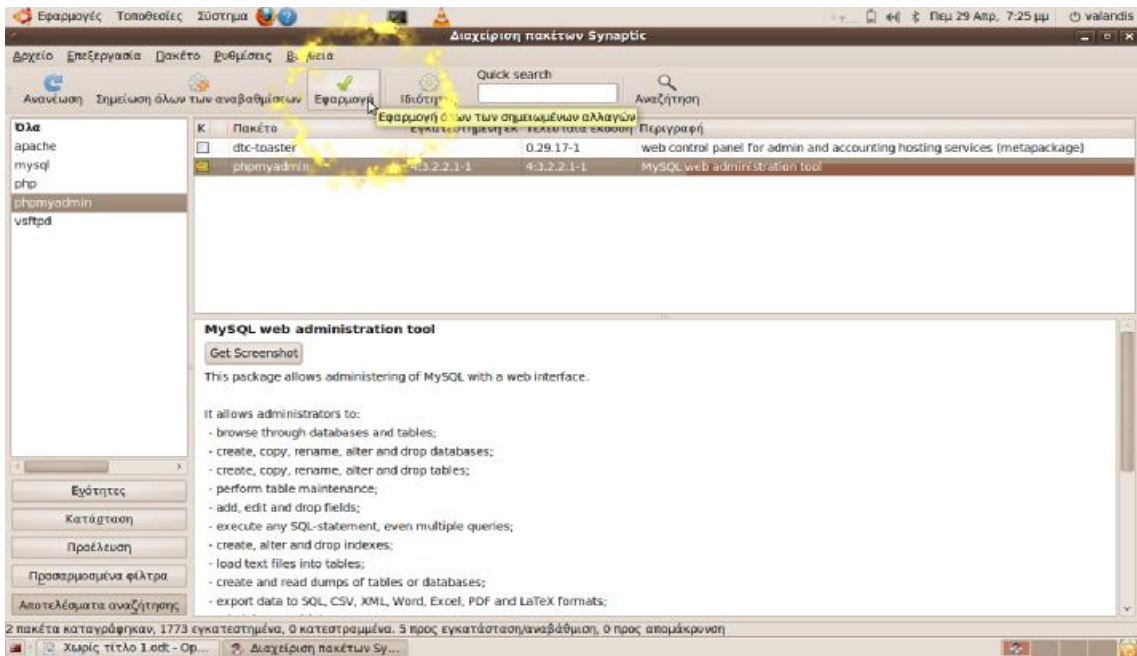 Εφαρμογές Τοποθεσίες Σύστημα Πεμ 29 Απρ, 7:25 μμ valandis
Διαχείριση πακέτων Synaptic
Αρχείο Επεξεργασία Πακέτο Ρυθμίσεις
Quick search
Ανανέωση Σημείωση όλων των αναβαθμίσεων Εφαρμογή Αναζήτηση
Εφαρμογή όλων των σημειωμένων αλλαγών
Όλα
apache
mysql
php
phpmyadmin
vsftpd
Κ Πακέτο Περιγραφή
dtc-toaster 0.29.17-1 web control panel for admin and accounting hosting services (metapackage)
phpmyadmin 4:3.2.2.1-1 4:3.2.2.1-1 MySQL web administration tool
MySQL web administration tool
Get Screenshot
This package allows administering of MySQL with a web interface.
It allows administrators to:
- browse through databases and tables;
- create, copy, rename, alter and drop databases;
- create, copy, rename, alter and drop tables;
- perform table maintenance;
- add, edit and drop fields;
- execute any SQL-statement, even multiple queries;
- create, alter and drop indexes;
- load text files into tables;
- create and read dumps of tables or databases;
- export data to SQL, CSV, XML, Word, Excel, PDF and LaTeX formats;
Ενότητες
Κατάσταση
Προέλευση
Προσαρμοσμένα φίλτρα
Αποτελέσματα αναζήτησης
2 πακέτα καταγράφηκαν, 1773 εγκατεστημένα, 0 κατεστραμμένα. 5 προς εγκατάσταση/αναβάθμιση, 0 προς απομάκρυνση
Χωρίς τίτλο 1.odt - Op... Διαχείριση πακέτων Sy...